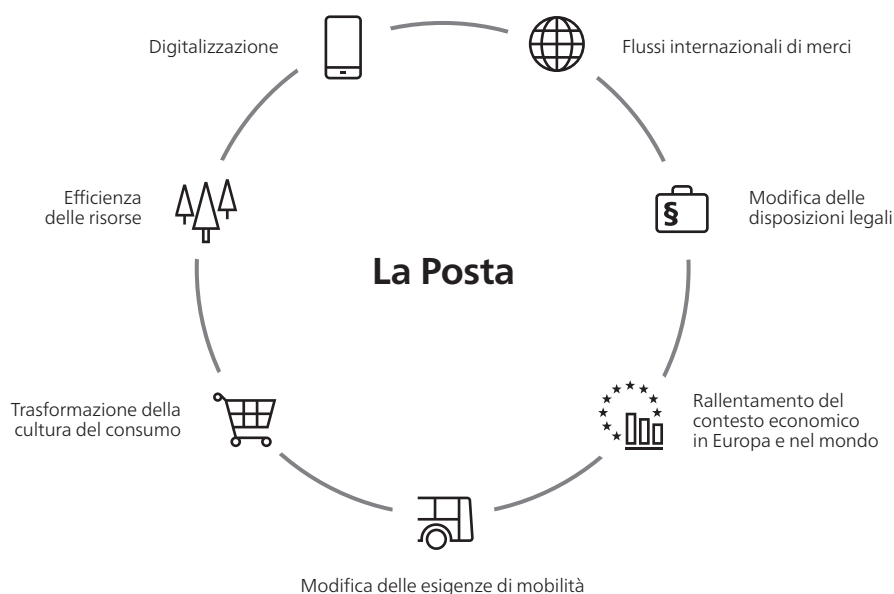 Digitalizzazione
Flussi internazionali di merci
Efficienza
delle risorse
§
Modifica delle
disposizioni legali
La Posta
Trasformazione della
cultura del consumo
Rallentamento del
contesto economico
in Europa e nel mondo
Modifica delle esigenze di mobilità